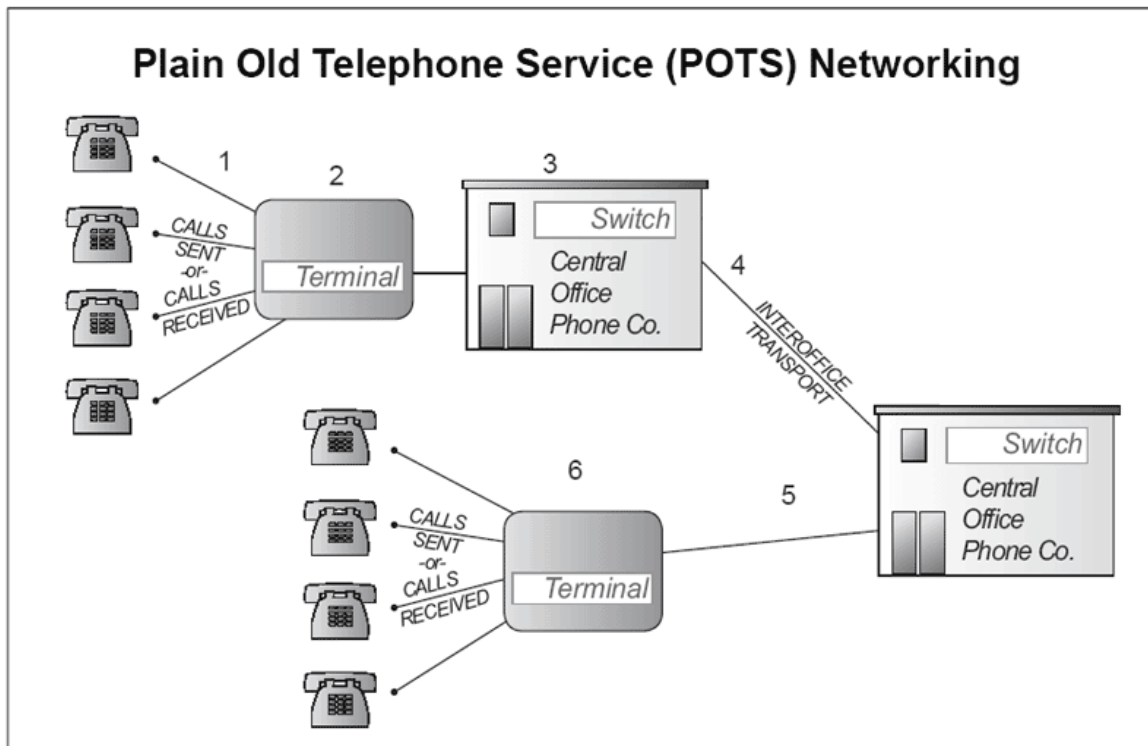 Plain Old Telephone Service (POTS) Networking
1
2
3
CALLS
SENT
-or-
CALLS
RECEIVED
Terminal
Switch
Central
Office
Phone Co.
4
INTEROFFICE
TRANSPORT
Switch
Central
Office
Phone Co.
5
6
CALLS
SENT
-or-
CALLS
RECEIVED
Terminal